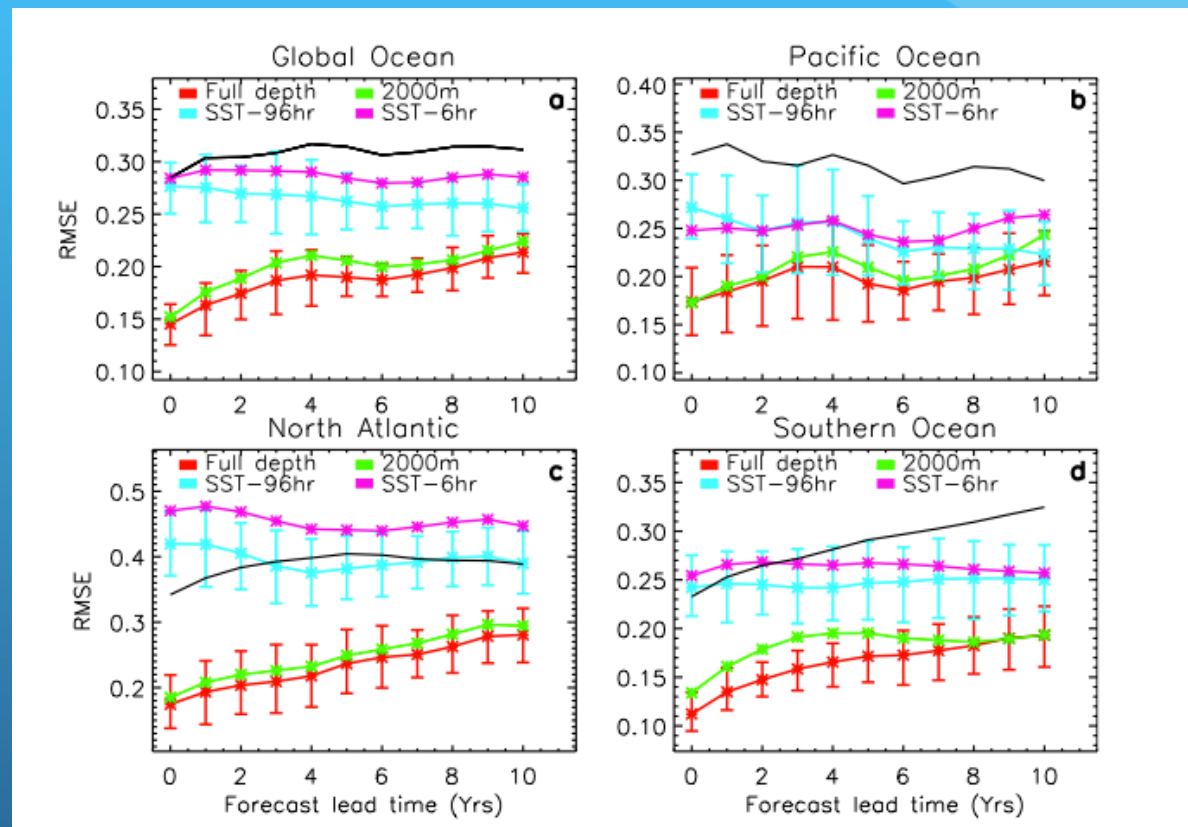 Global Ocean
Full depth 2000m a
SST-96hr SST-6hr
0.35
0.30
0.25
0.20
0.15
0.10
RMSE
0 2 4 6 8 10
Pacific Ocean
Full depth 2000m b
SST-96hr SST-6hr
0.40
0.35
0.30
0.25
0.20
0.15
0.10
0 2 4 6 8 10
North Atlantic
Full depth 2000m c
SST-96hr SST-6hr
0.5
0.4
0.3
0.2
RMSE
0 2 4 6 8 10
Forecast lead time (Yrs)
Southern Ocean
Full depth 2000m d
SST-96hr SST-6hr
0.35
0.30
0.25
0.20
0.15
0.10
0 2 4 6 8 10
Forecast lead time (Yrs)